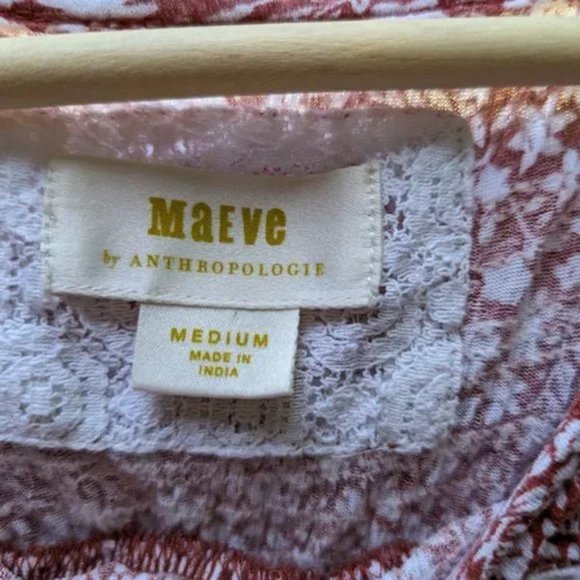 MaEve
by ANTHROPOLOGIE
MEDIUM
MADE IN
INDIA